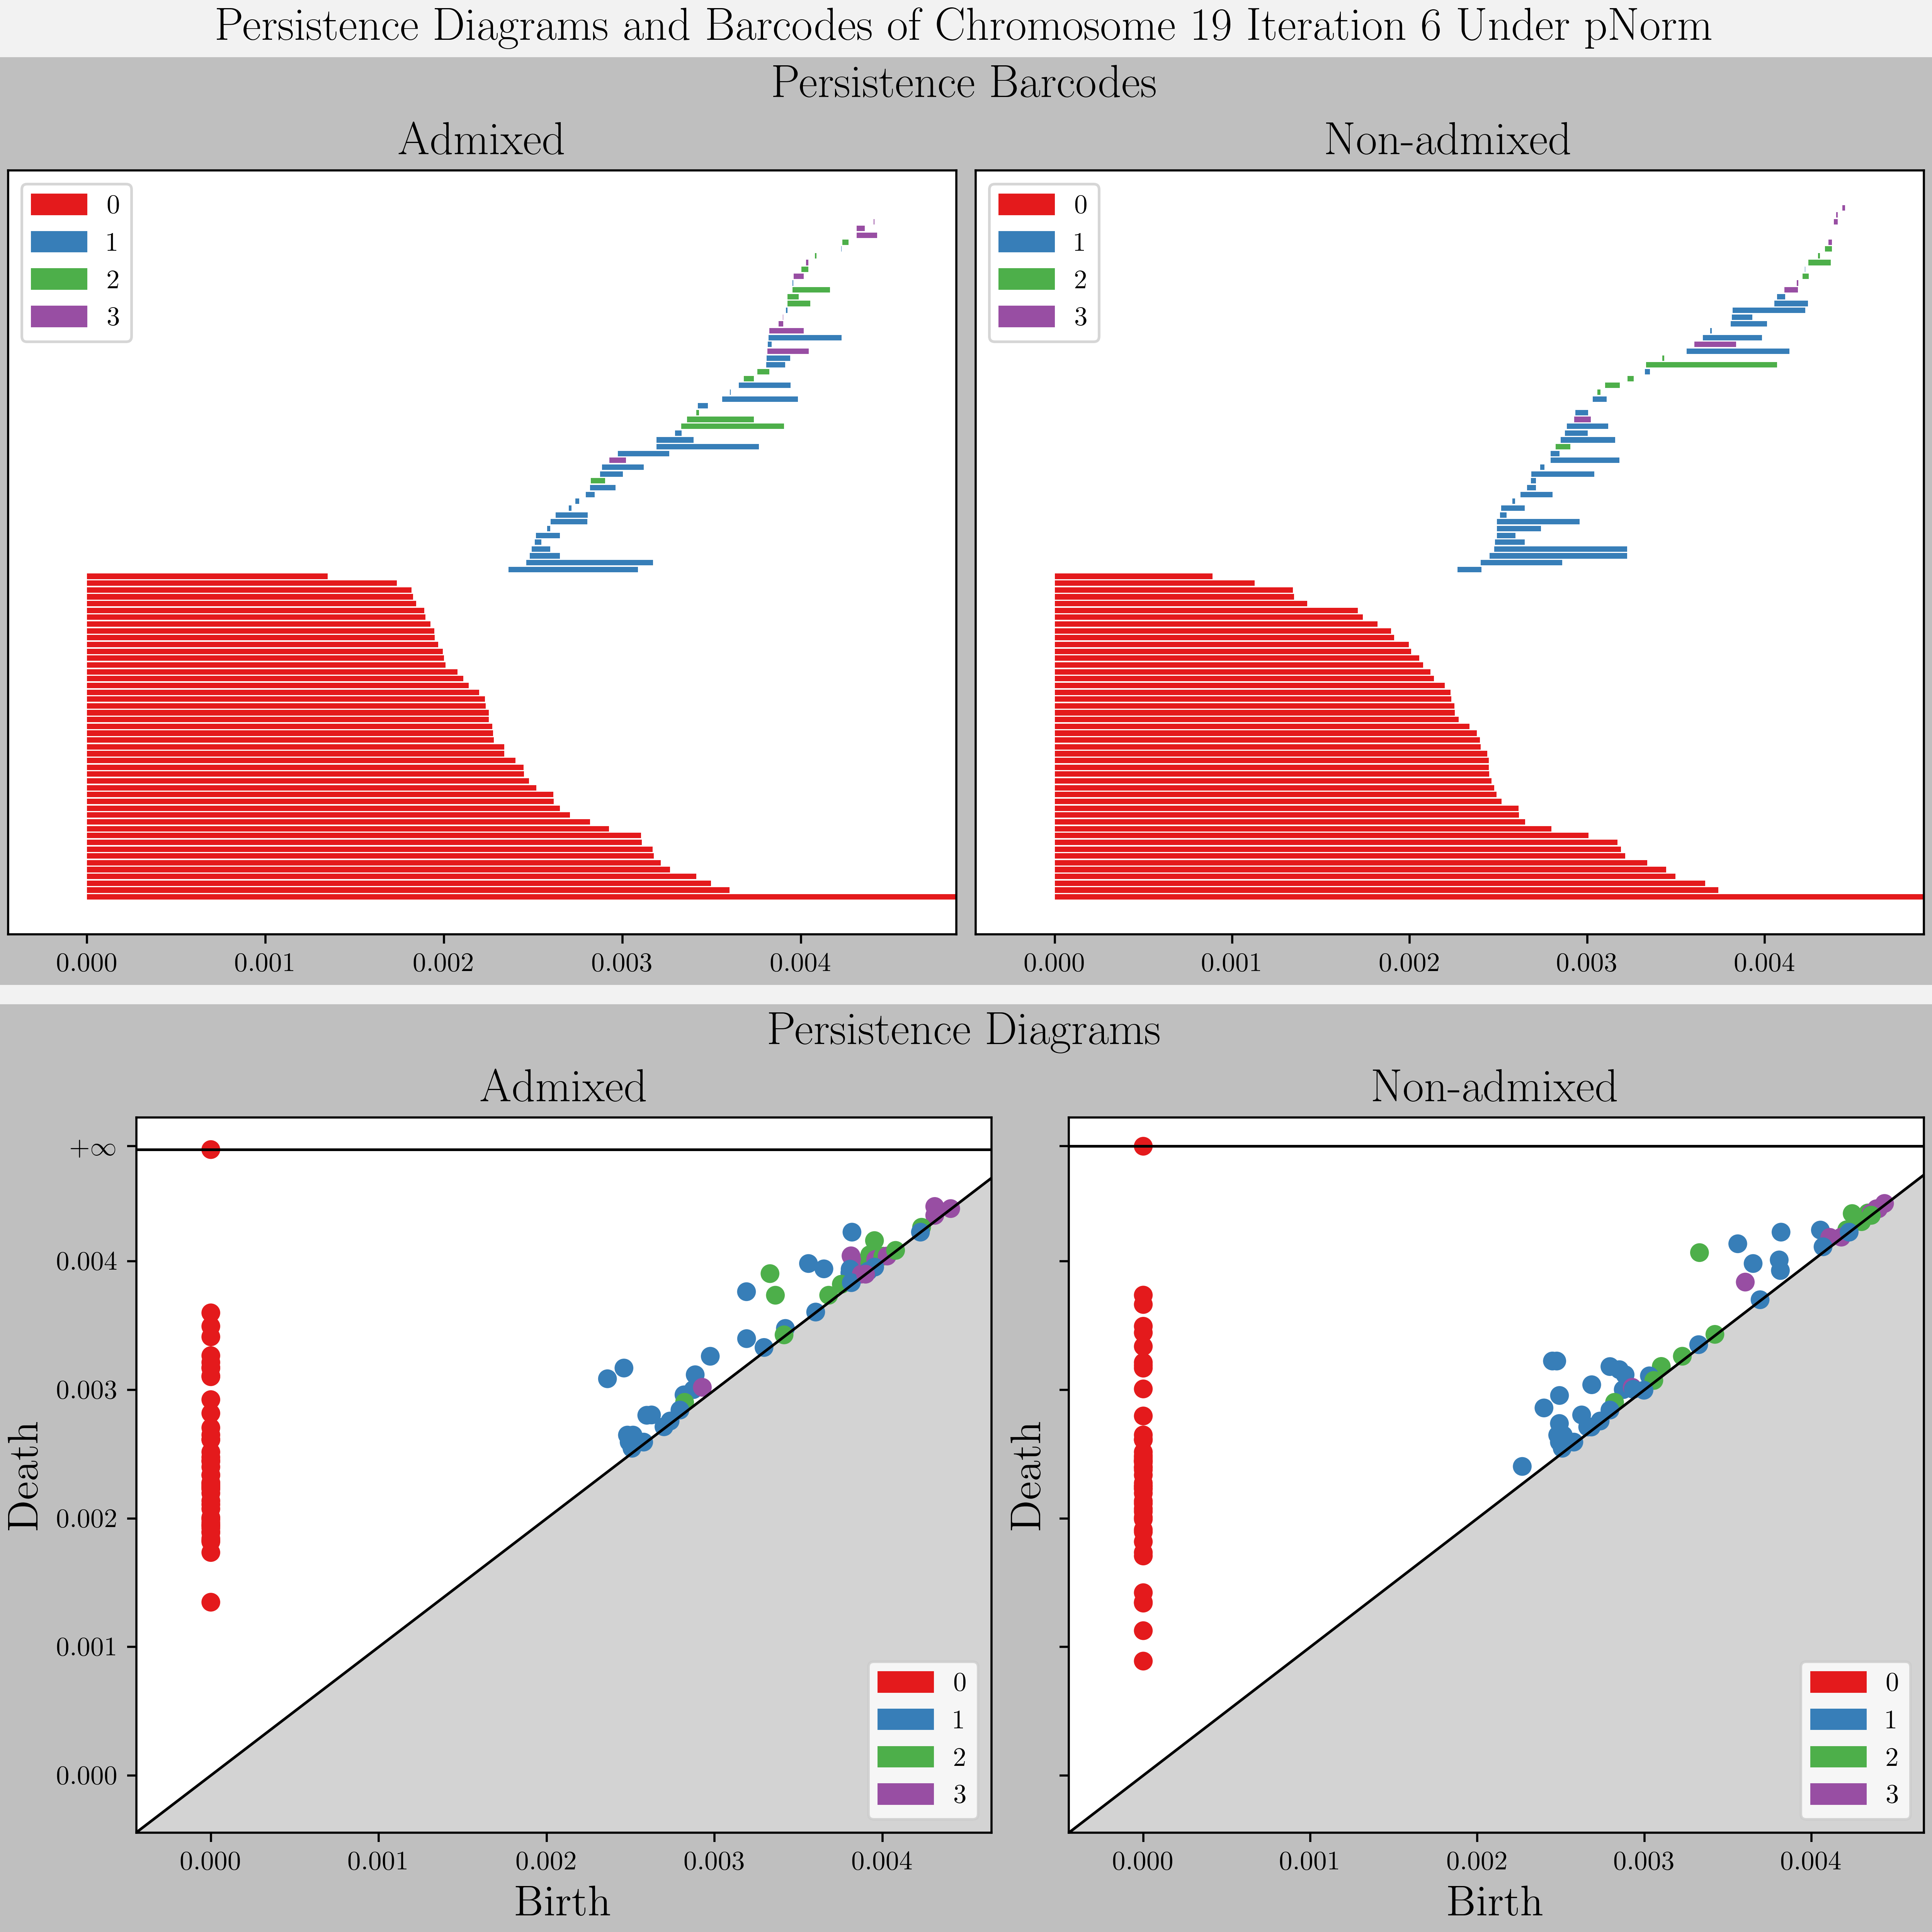 Persistence Diagrams and Barcodes of Chromosome 19 Iteration 6 Under pNorm
Persistence Barcodes
Admixed
0
1
2
3
0.000 0.001 0.002 0.003 0.004
Non-admixed
0
1
2
3
0.000 0.001 0.002 0.003 0.004
Persistence Diagrams
Admixed
+∞
0.004
0.003
0.002
0.001
0.000
Death
0
1
2
3
0.000 0.001 0.002 0.003 0.004
Birth
Non-admixed
Death
0
1
2
3
0.000 0.001 0.002 0.003 0.004
Birth